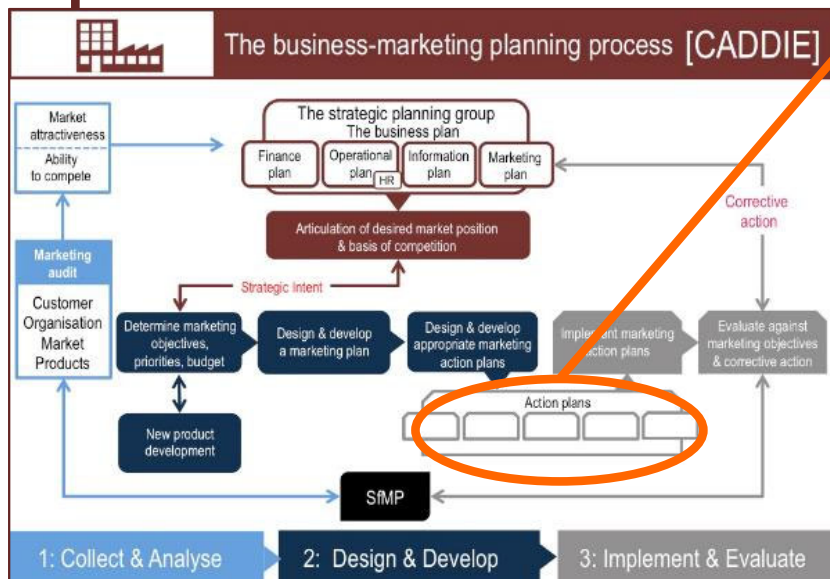 The business-marketing planning process [CADDIE]
Market
attractiveness
Ability
to compete
The strategic planning group
The business plan
Finance
plan
Operational
plan
HR
Information
plan
Marketing
plan
Corrective
action
Articulation of desired market position
& basis of competition
Marketing
audit
Customer
Organisation
Market
Products
Strategic Intent
Determine marketing
objectives,
priorities, budget
Design & develop
a marketing plan
Design & develop
appropriate marketing
action plans
Implement marketing
action plans
Evaluate against
marketing objectives
& corrective action
New product
development
Action plans
SfMP
1: Collect & Analyse
2: Design & Develop
3: Implement & Evaluate